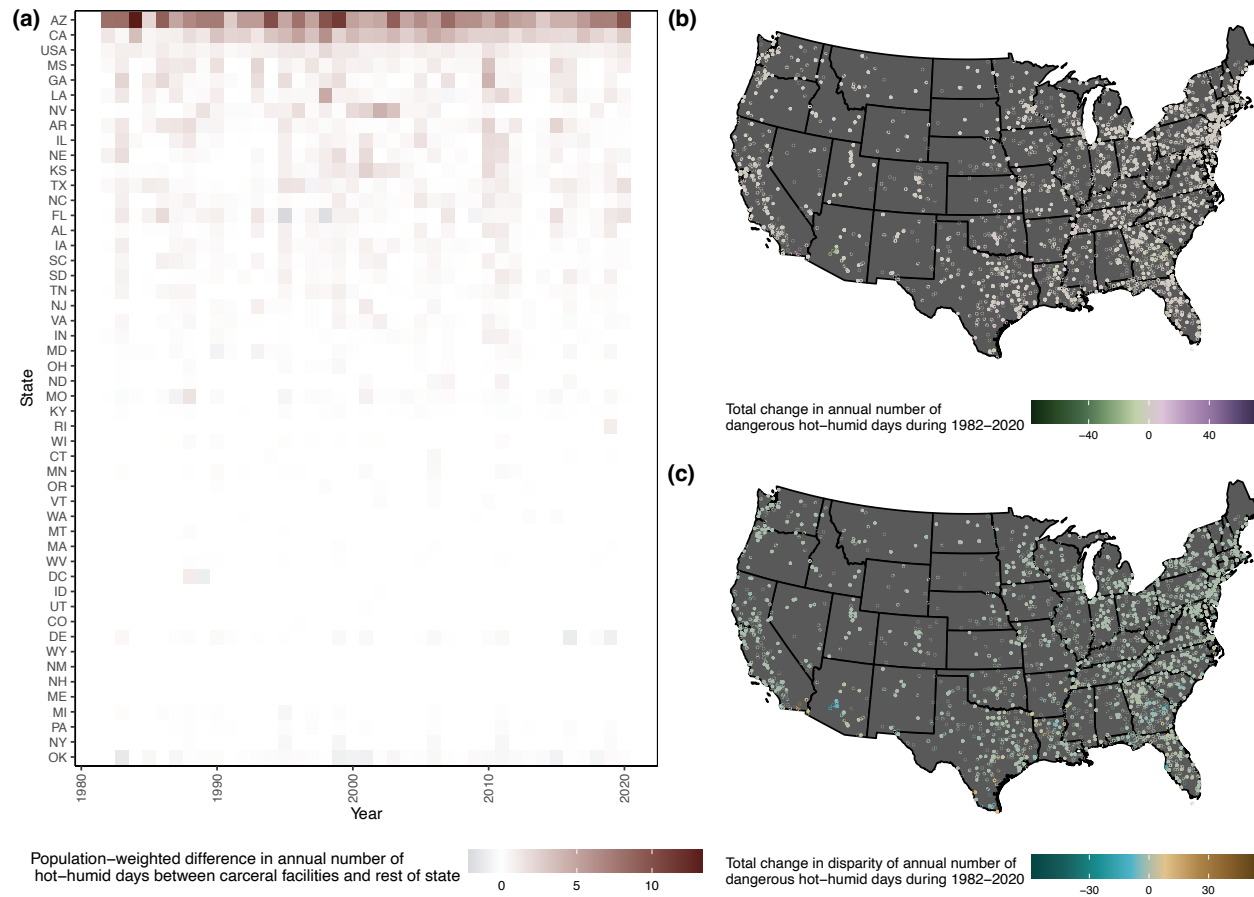 (a)
AZ
CA
USA
MS
GA
LA
NV
AR
IL
NE
KS
TX
NC
FL
AL
IA
SC
SD
TN
NJ
VA
IN
MD
OH
ND
MO
KY
RI
WI
CT
MN
OR
VT
WA
MT
MA
WV
DC
ID
UT
CO
DE
WY
NM
NH
ME
MI
PA
NY
OK
State
1980
1990
2000
2010
2020
Year
Population−weighted difference in annual number of
hot−humid days between carceral facilities and rest of state
0
5
10
(b)
Total change in annual number of
dangerous hot−humid days during 1982−2020
−40
0
40
(c)
Total change in disparity of annual number of
dangerous hot−humid days during 1982−2020
−30
0
30